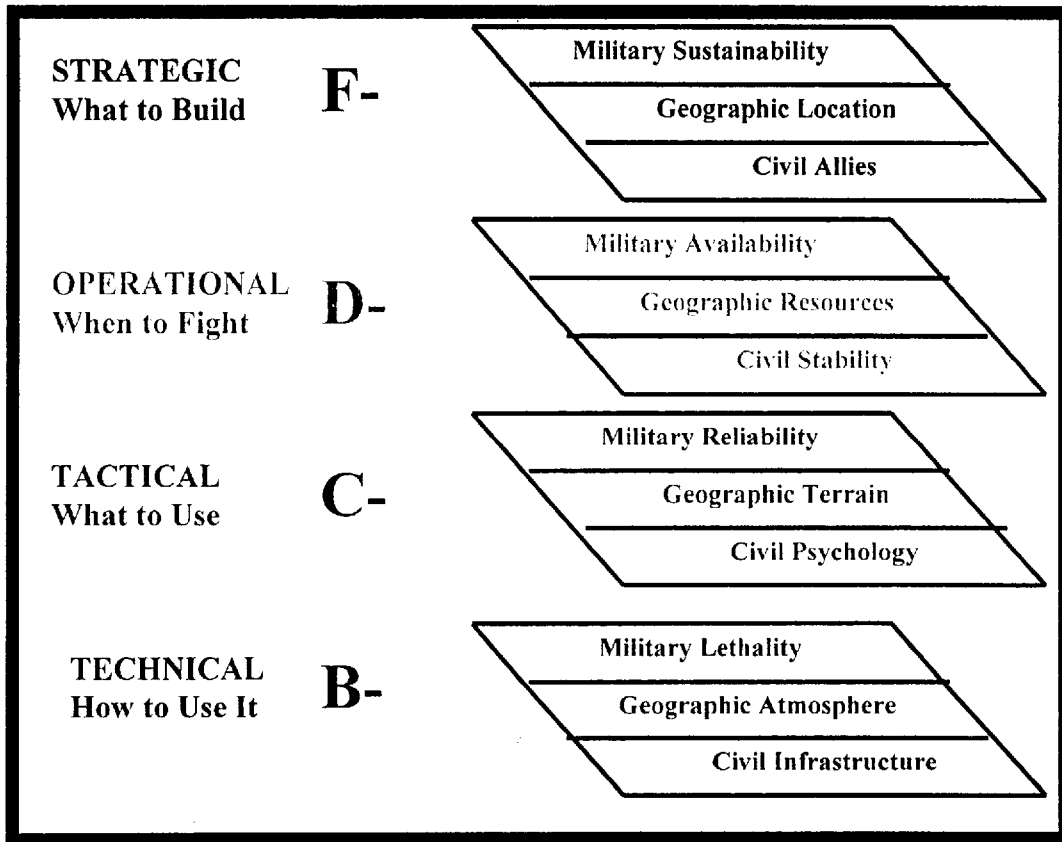 STRATEGIC
What to Build
F-
Military Sustainability
Geographic Location
Civil Allies
OPERATIONAL
When to Fight
D-
Military Availability
Geographic Resources
Civil Stability
TACTICAL
What to Use
C-
Military Reliability
Geographic Terrain
Civil Psychology
TECHNICAL
How to Use It
B-
Military Lethality
Geographic Atmosphere
Civil Infrastructure